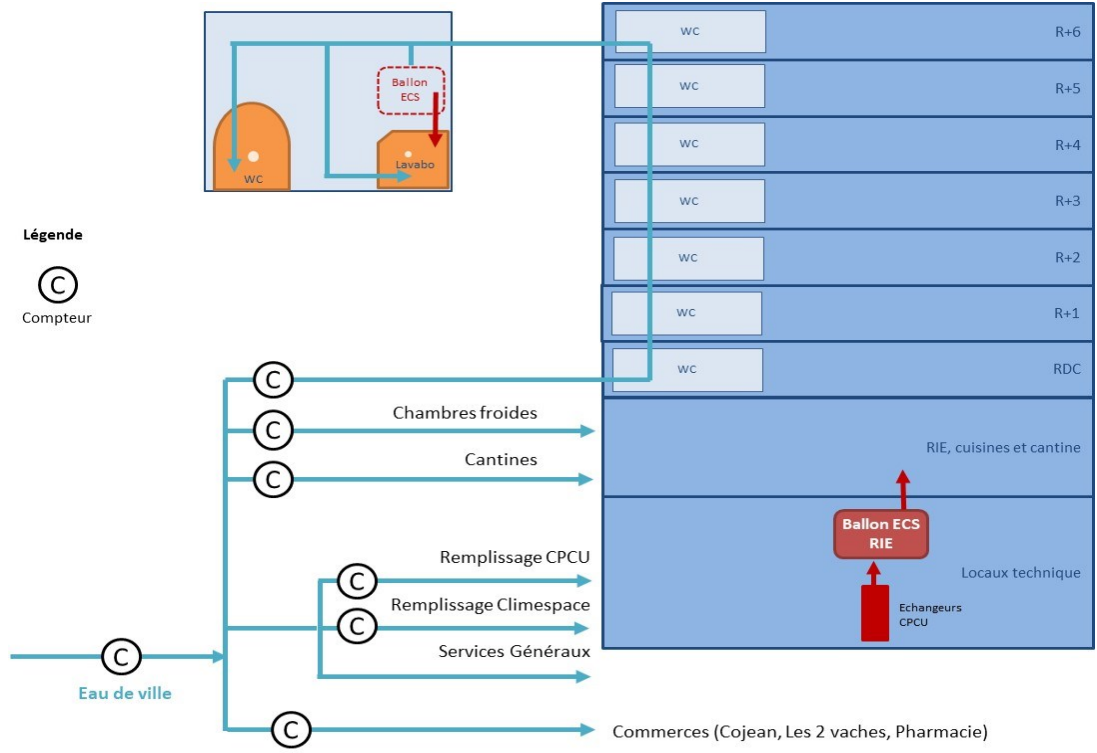 WC
R+6
Ballon
ECS
WC
R+5
WC
R+4
Lavabo
WC
WC
R+3
Légende
WC
R+2
C
Compteur
WC
R+1
C
WC
RDC
Chambres froides
C
RIE, cuisines et cantine
Cantines
C
Ballon ECS
RIE
Remplissage CPCU
C
Locaux technique
Remplissage Climespace
C
Echangeurs
CPCU
Services Généraux
C
Eau de ville
C
Commerces (Cojean, Les 2 vaches, Pharmacie)